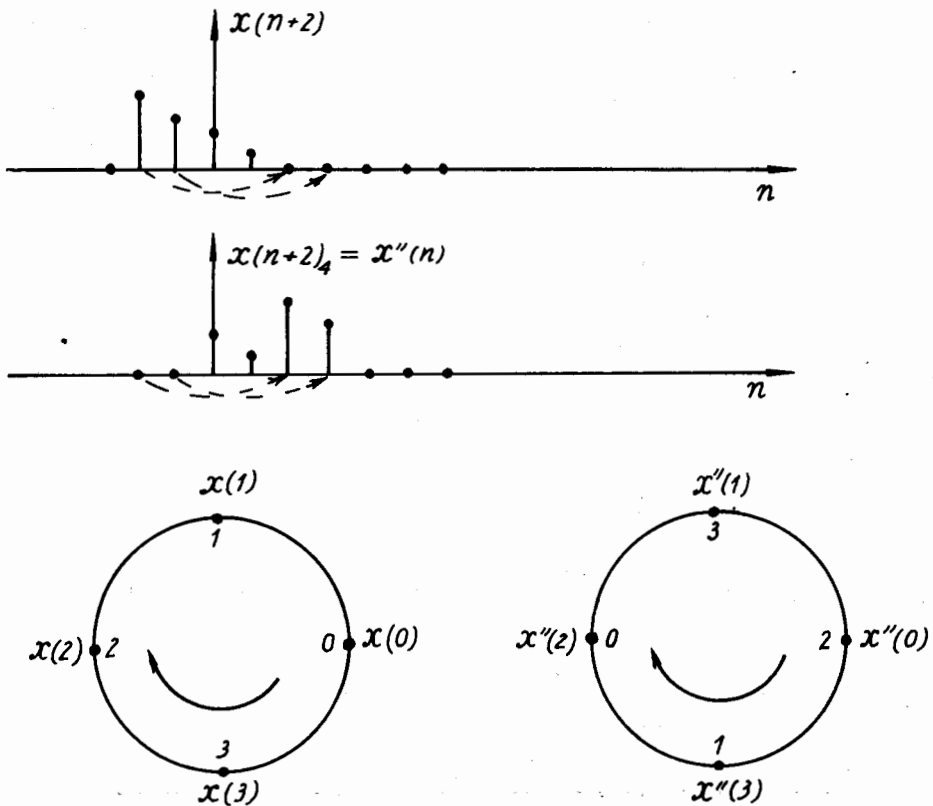 x(n+2)
n
x(n+2)₄ = x''(n)
n
x(1)
1
x(2) 2
0 x(0)
3
x(3)
x''(1)
3
x''(2) 0
2 x''(0)
1
x''(3)